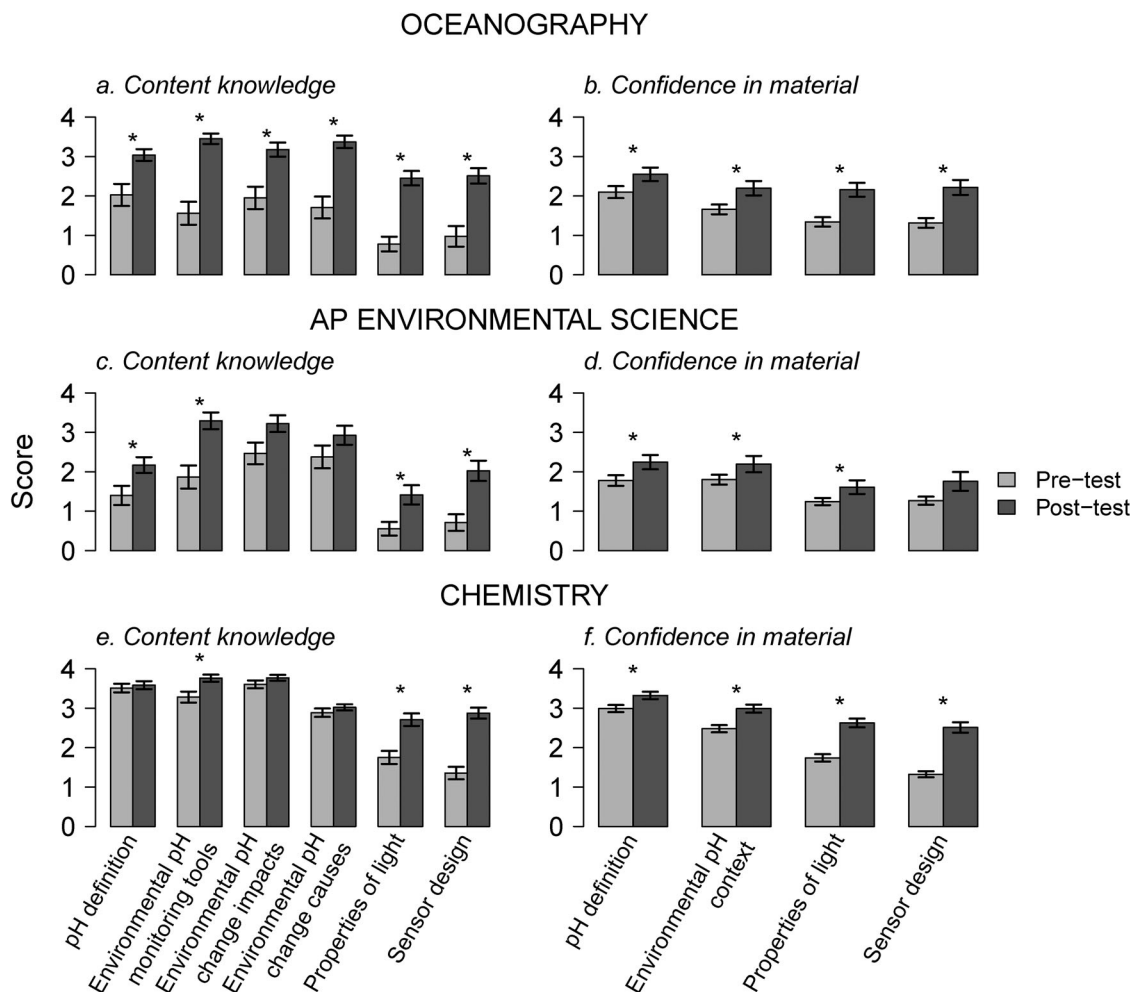 OCEANOGRAPHY
a. Content knowledge
b. Confidence in material
4
3
2
1
0
* * * * * *
4
3
2
1
0
* * * *
AP ENVIRONMENTAL SCIENCE
c. Content knowledge
d. Confidence in material
Score
4
3
2
1
0
* * * *
4
3
2
1
0
* * *
Pre-test
Post-test
CHEMISTRY
e. Content knowledge
f. Confidence in material
4
3
2
1
0
* * *
4
3
2
1
0
* * * *
pH definition
Environmental pH
monitoring tools
Environmental pH
change impacts
Environmental pH
change causes
Properties of light
Sensor design
pH definition
Environmental pH
context
Properties of light
Sensor design